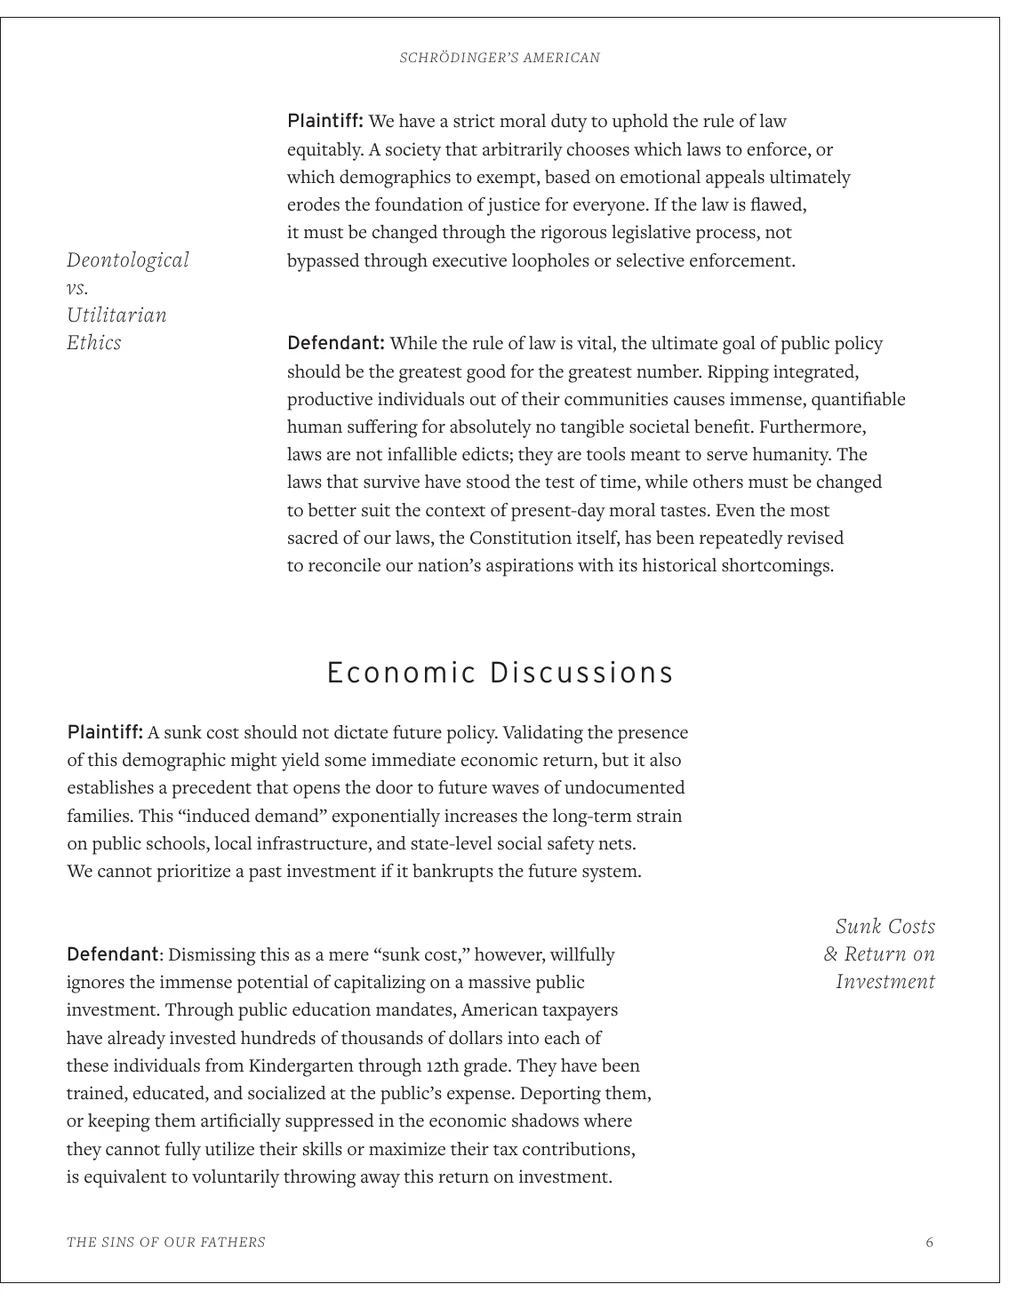 SCHRÖDINGER’S AMERICAN
Plaintiff: We have a strict moral duty to uphold the rule of law
equitably. A society that arbitrarily chooses which laws to enforce, or
which demographics to exempt, based on emotional appeals ultimately
erodes the foundation of justice for everyone. If the law is flawed,
it must be changed through the rigorous legislative process, not
bypassed through executive loopholes or selective enforcement.
Deontological
vs.
Utilitarian
Ethics
Defendant: While the rule of law is vital, the ultimate goal of public policy
should be the greatest good for the greatest number. Ripping integrated,
productive individuals out of their communities causes immense, quantifiable
human suffering for absolutely no tangible societal benefit. Furthermore,
laws are not infallible edicts; they are tools meant to serve humanity. The
laws that survive have stood the test of time, while others must be changed
to better suit the context of present-day moral tastes. Even the most
sacred of our laws, the Constitution itself, has been repeatedly revised
to reconcile our nation’s aspirations with its historical shortcomings.
Economic Discussions
Plaintiff: A sunk cost should not dictate future policy. Validating the presence
of this demographic might yield some immediate economic return, but it also
establishes a precedent that opens the door to future waves of undocumented
families. This “induced demand” exponentially increases the long-term strain
on public schools, local infrastructure, and state-level social safety nets.
We cannot prioritize a past investment if it bankrupts the future system.
Sunk Costs
& Return on
Investment
Defendant: Dismissing this as a mere “sunk cost,” however, willfully
ignores the immense potential of capitalizing on a massive public
investment. Through public education mandates, American taxpayers
have already invested hundreds of thousands of dollars into each of
these individuals from Kindergarten through 12th grade. They have been
trained, educated, and socialized at the public’s expense. Deporting them,
or keeping them artificially suppressed in the economic shadows where
they cannot fully utilize their skills or maximize their tax contributions,
is equivalent to voluntarily throwing away this return on investment.
THE SINS OF OUR FATHERS
6